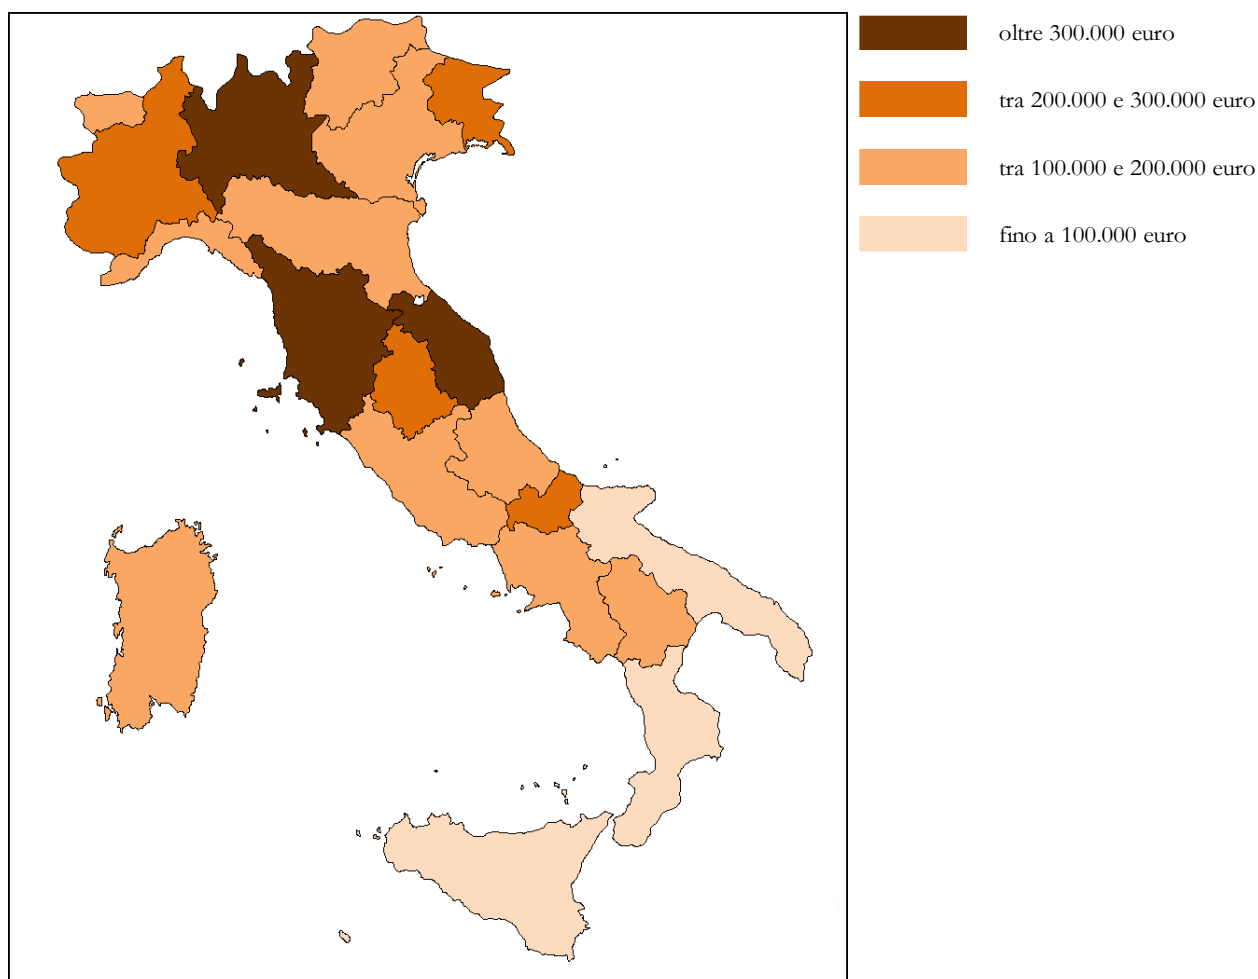 oltre 300.000 euro
tra 200.000 e 300.000 euro
tra 100.000 e 200.000 euro
fino a 100.000 euro